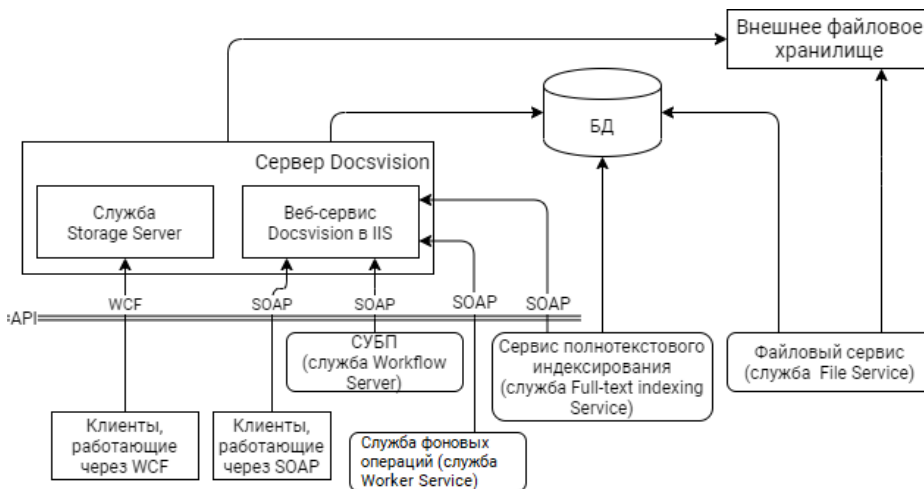 Внешнее файловое
хранилище
БД
Сервер Docsvision
Служба
Storage Server
Веб-сервис
Docsvision в IIS
WCF
SOAP
SOAP
SOAP
SOAP
API
СУБП
(служба Workflow
Server)
Сервис полнотекстового
индексирования
(служба Full-text indexing
Service)
Файловый сервис
(служба File Service)
Клиенты,
работающие
через WCF
Клиенты,
работающие
через SOAP
Служба фоновых
операций (служба
Worker Service)